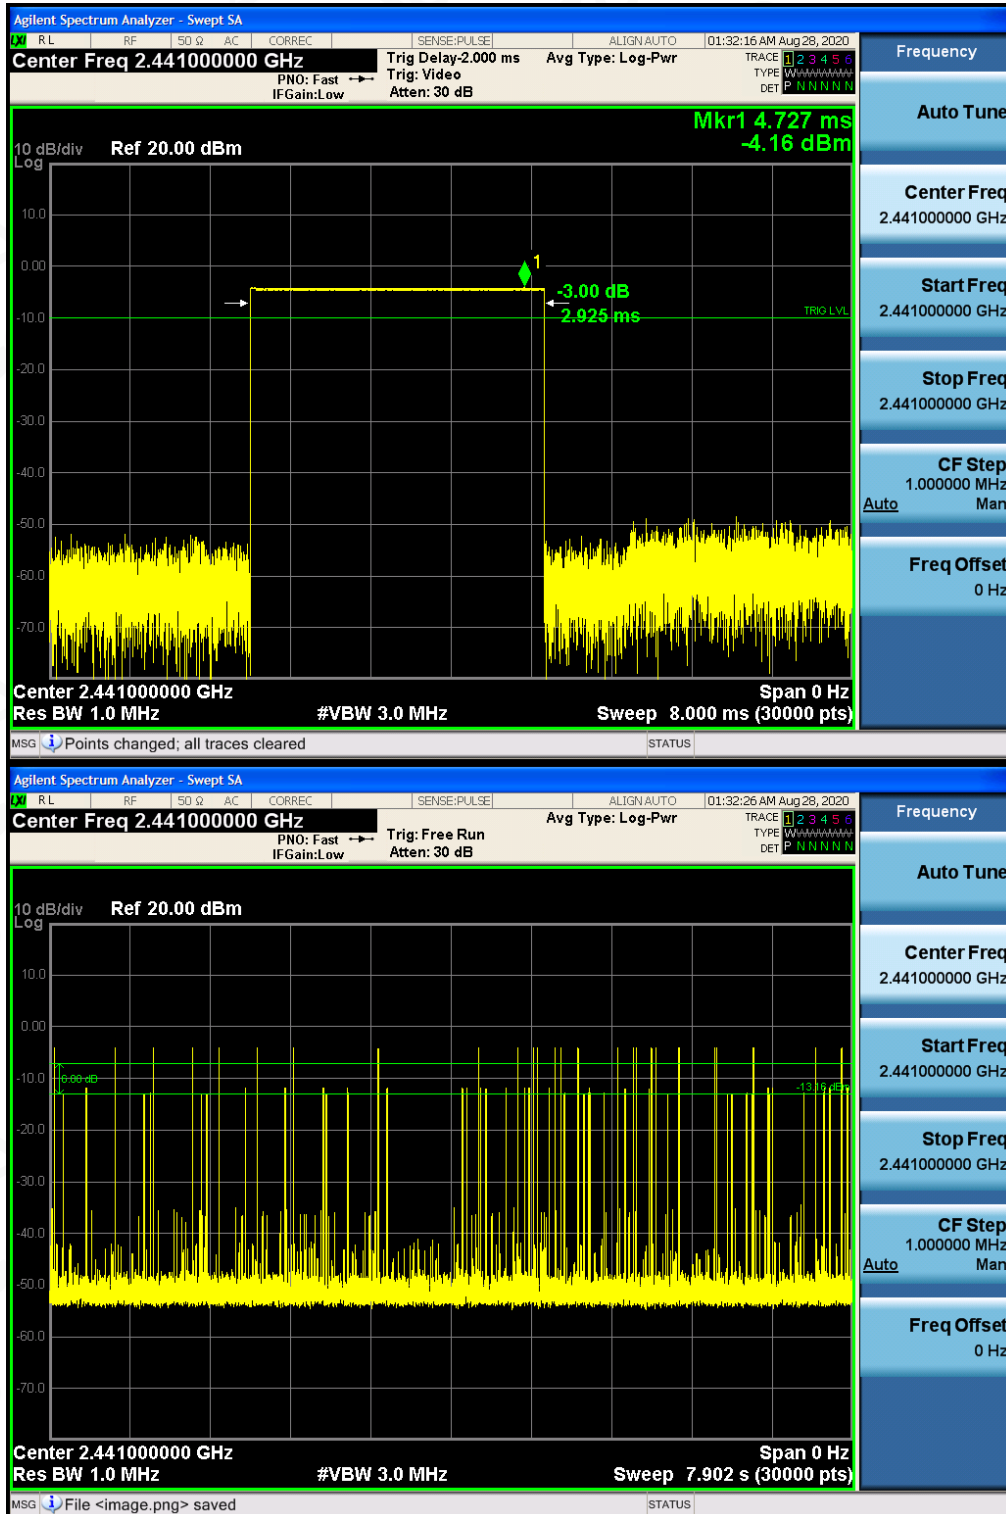 Agilent Spectrum Analyzer - Swept SA
LXI RL RF 50 Ω AC CORREC SENSE:PULSE ALIGN AUTO 01:32:16 AM Aug 28, 2020
Center Freq 2.441000000 GHz
PNO: Fast
IFGain:Low
Trig Delay-2.000 ms
Trig: Video
Atten: 30 dB
Avg Type: Log-Pwr
TRACE 1 2 3 4 5 6
TYPE WWWWWW
DET P N N N N N
Mkr1 4.727 ms
-4.16 dBm
10 dB/div Ref 20.00 dBm
Log
10.0
0.00
-10.0
-20.0
-30.0
-40.0
-50.0
-60.0
-70.0
1
-3.00 dB
2.925 ms
TRIG LVL
Center 2.441000000 GHz Span 0 Hz
Res BW 1.0 MHz #VBW 3.0 MHz Sweep 8.000 ms (30000 pts)
MSG Points changed; all traces cleared STATUS
Frequency
Auto Tune
Center Freq
2.441000000 GHz
Start Freq
2.441000000 GHz
Stop Freq
2.441000000 GHz
CF Step
1.000000 MHz
Auto Man
Freq Offset
0 Hz
Agilent Spectrum Analyzer - Swept SA
LXI RL RF 50 Ω AC CORREC SENSE:PULSE ALIGN AUTO 01:32:26 AM Aug 28, 2020
Center Freq 2.441000000 GHz
PNO: Fast
IFGain:Low
Trig: Free Run
Atten: 30 dB
Avg Type: Log-Pwr
TRACE 1 2 3 4 5 6
TYPE WWWWWW
DET P N N N N N
10 dB/div Ref 20.00 dBm
Log
10.0
0.00
-10.0
-20.0
-30.0
-40.0
-50.0
-60.0
-70.0
6.00 dB
-13.16 dBm
Center 2.441000000 GHz Span 0 Hz
Res BW 1.0 MHz #VBW 3.0 MHz Sweep 7.902 s (30000 pts)
MSG File <image.png> saved STATUS
Frequency
Auto Tune
Center Freq
2.441000000 GHz
Start Freq
2.441000000 GHz
Stop Freq
2.441000000 GHz
CF Step
1.000000 MHz
Auto Man
Freq Offset
0 Hz